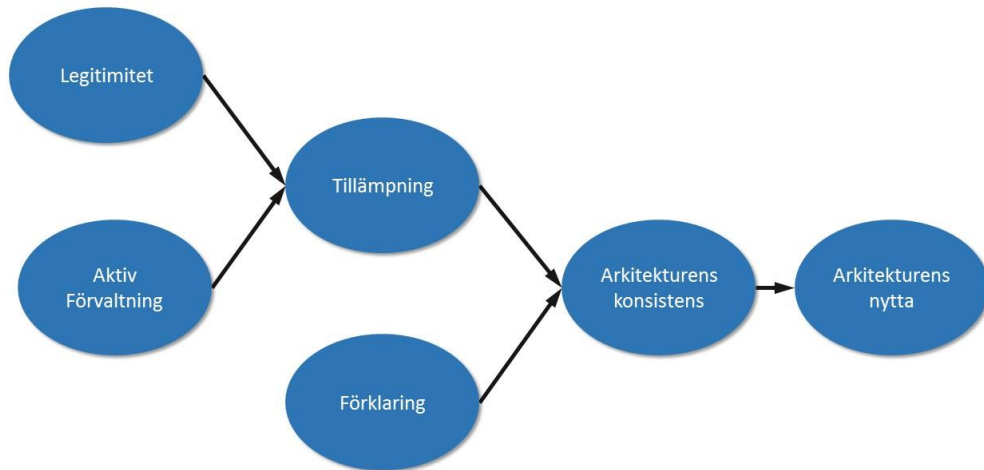 Legitimitet
Tillämpning
Aktiv
Förvaltning
Arkitekturens
konsistens
Arkitekturens
nytta
Förklaring